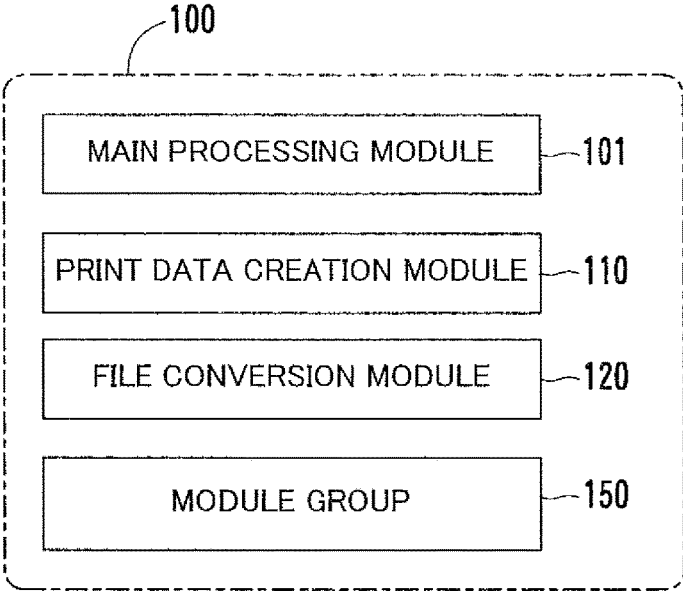 100
MAIN PROCESSING MODULE 101
PRINT DATA CREATION MODULE 110
FILE CONVERSION MODULE 120
MODULE GROUP 150